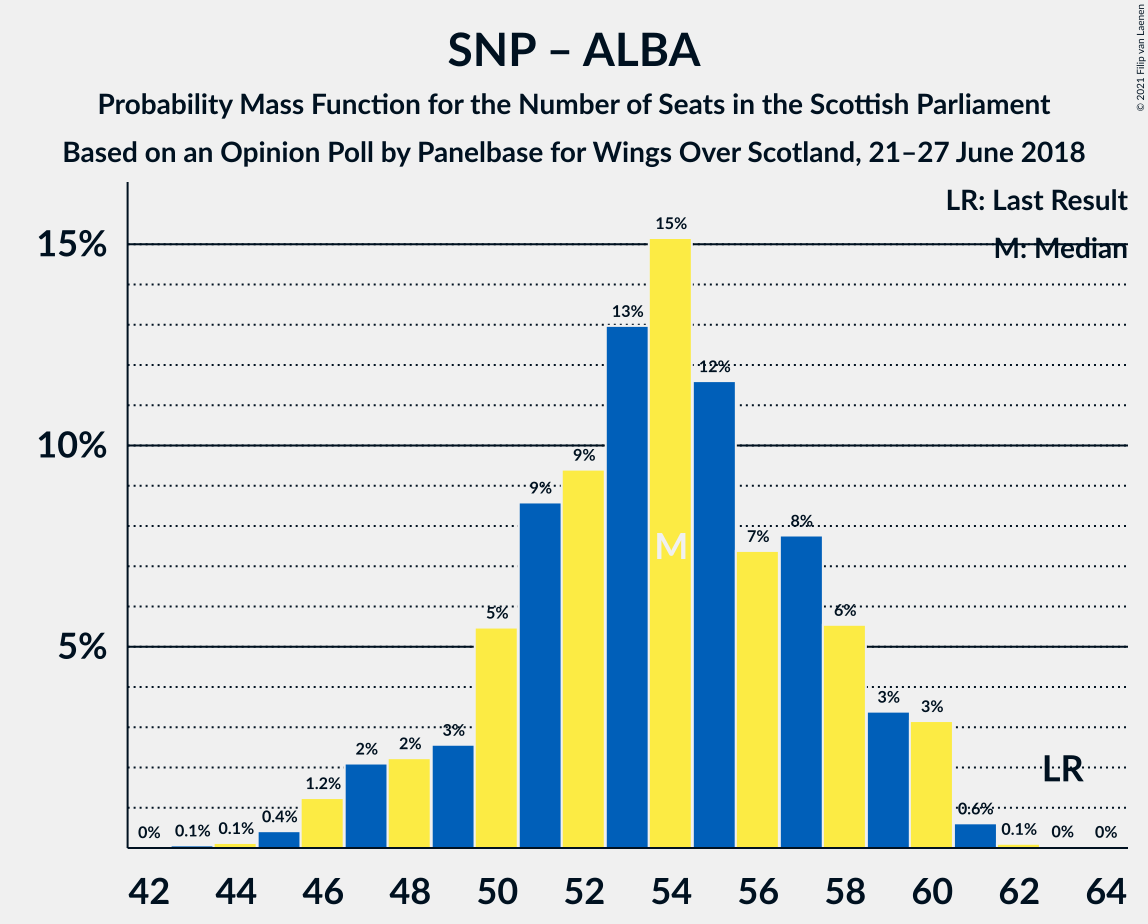 © 2021 Filip van Laenen
SNP – ALBA
Probability Mass Function for the Number of Seats in the Scottish Parliament
Based on an Opinion Poll by Panelbase for Wings Over Scotland, 21–27 June 2018
LR: Last Result
M: Median
15%
10%
5%
0% 0.1% 0.1% 0.4% 1.2% 2% 2% 3% 5% 9% 9% 13% 15% 12% 7% 8% 6% 3% 3% 0.6% 0.1% 0% 0%
M
LR
42 44 46 48 50 52 54 56 58 60 62 64